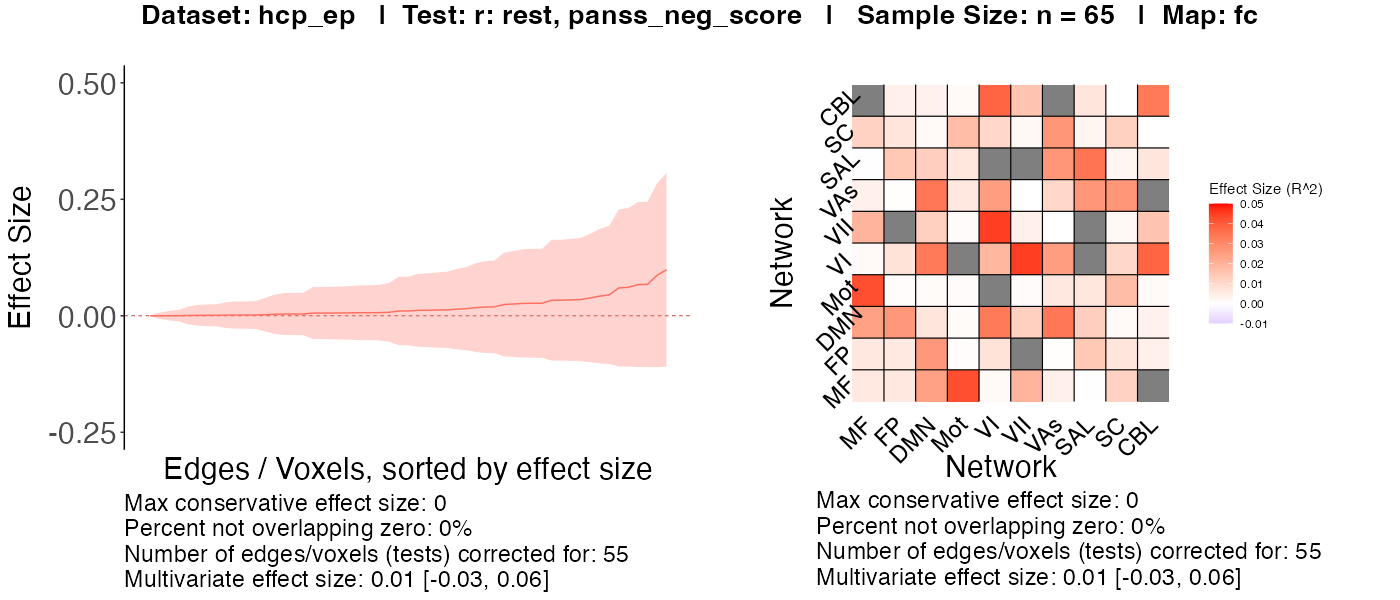 Dataset: hcp_ep | Test: r: rest, panss_neg_score | Sample Size: n = 65 | Map: fc
0.50
0.25
0.00
-0.25
Effect Size
Edges / Voxels, sorted by effect size
Max conservative effect size: 0
Percent not overlapping zero: 0%
Number of edges/voxels (tests) corrected for: 55
Multivariate effect size: 0.01 [-0.03, 0.06]
Network
CBL
SC
SAL
VAs
VII
VI
Mot
DMN
FP
MF
MF
FP
DMN
Mot
VI
VII
VAs
SAL
SC
CBL
Network
Effect Size (R^2)
0.05
0.04
0.03
0.02
0.01
0.00
-0.01
Max conservative effect size: 0
Percent not overlapping zero: 0%
Number of edges/voxels (tests) corrected for: 55
Multivariate effect size: 0.01 [-0.03, 0.06]